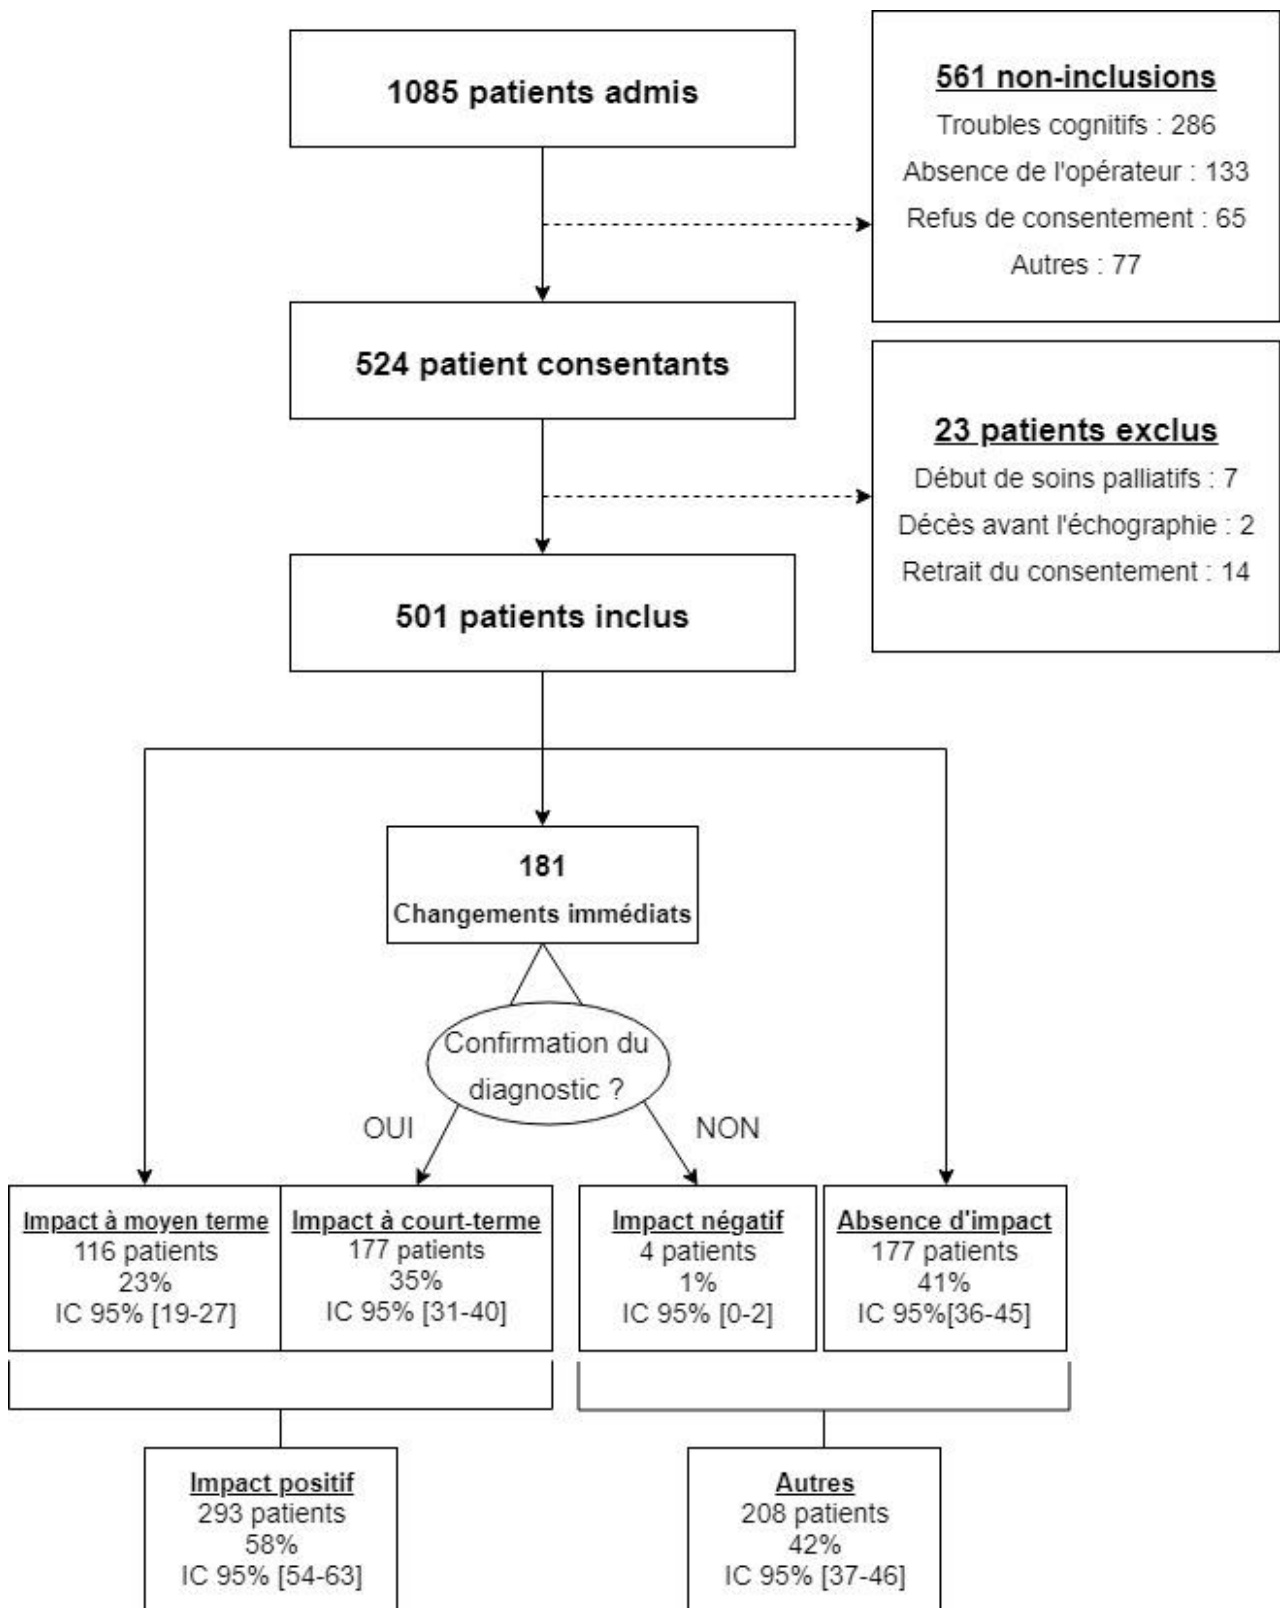 1085 patients admis
561 non-inclusions
Troubles cognitifs : 286
Absence de l'opérateur : 133
Refus de consentement : 65
Autres : 77
524 patient consentants
23 patients exclus
Début de soins palliatifs : 7
Décès avant l'échographie : 2
Retrait du consentement : 14
501 patients inclus
181
Changements immédiats
Confirmation du
diagnostic ?
OUI
NON
Impact à moyen terme
116 patients
23%
IC 95% [19-27]
Impact à court-terme
177 patients
35%
IC 95% [31-40]
Impact négatif
4 patients
1%
IC 95% [0-2]
Absence d'impact
177 patients
41%
IC 95%[36-45]
Impact positif
293 patients
58%
IC 95% [54-63]
Autres
208 patients
42%
IC 95% [37-46]